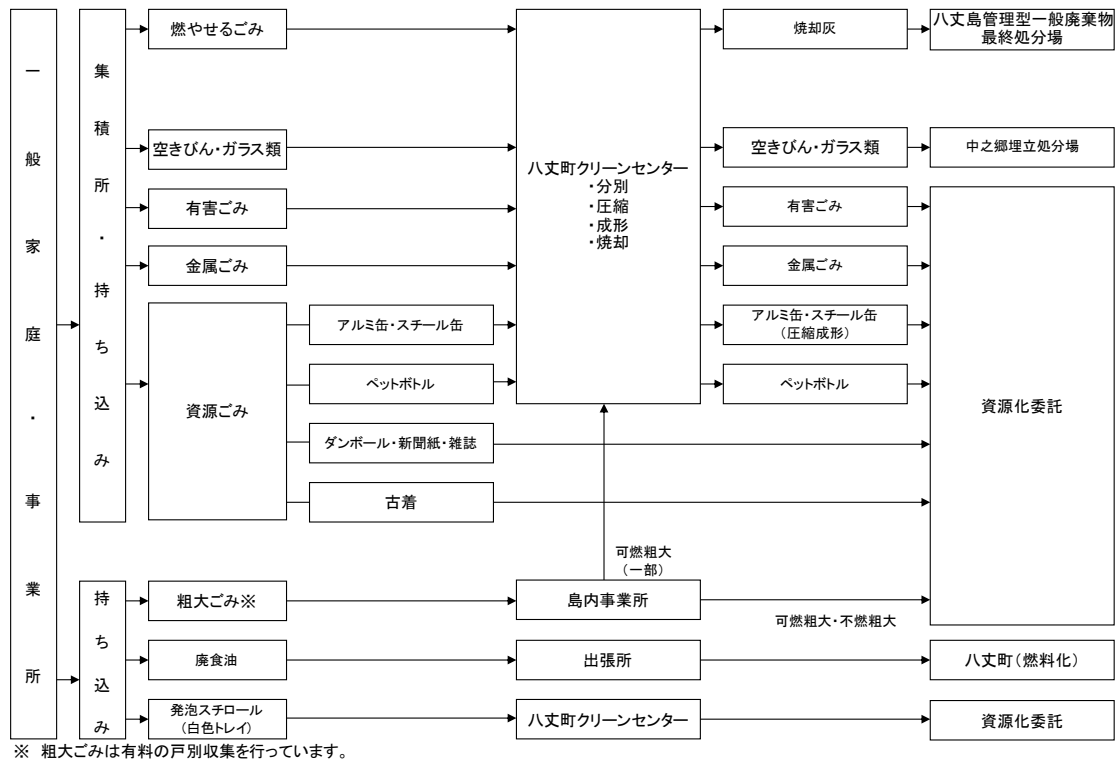 一般家庭・事業所
集積所・持ち込み
燃やせるごみ
焼却灰
八丈島管理型一般廃棄物
最終処分場
空きびん・ガラス類
八丈町クリーンセンター
・分別
・圧縮
・成形
・焼却
空きびん・ガラス類
中之郷埋立処分場
有害ごみ
有害ごみ
金属ごみ
金属ごみ
資源ごみ
アルミ缶・スチール缶
アルミ缶・スチール缶
(圧縮成形)
ペットボトル
ペットボトル
資源化委託
ダンボール・新聞紙・雑誌
古着
可燃粗大
(一部)
持ち込み
粗大ごみ※
島内事業所
可燃粗大・不燃粗大
廃食油
出張所
八丈町(燃料化)
発泡スチロール
(白色トレイ)
八丈町クリーンセンター
資源化委託
※ 粗大ごみは有料の戸別収集を行っています。